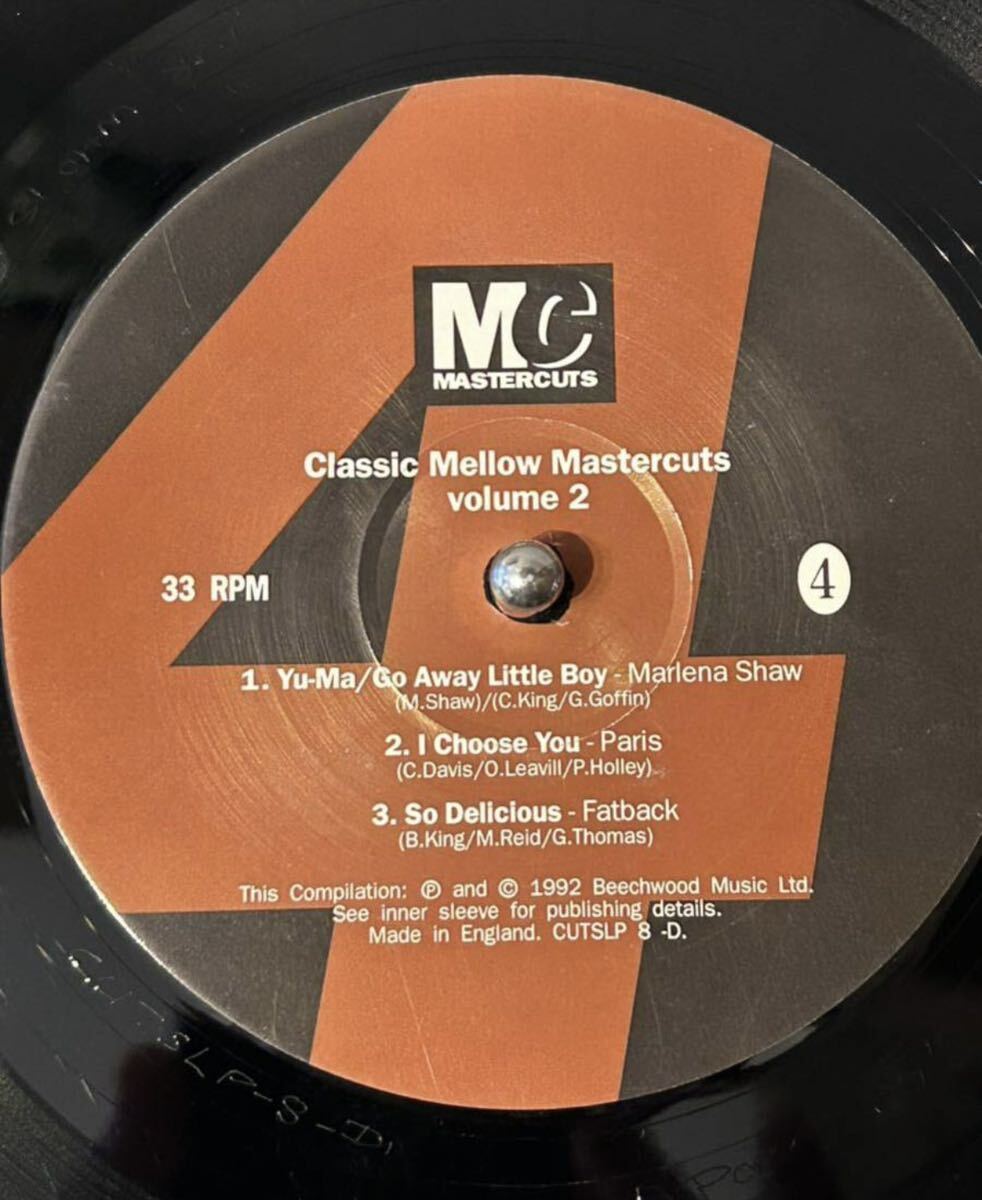 MC
MASTERCUTS
Classic Mellow Mastercuts
volume 2
33 RPM
4
1. Yu-Ma/Go Away Little Boy - Marlena Shaw
(M.Shaw)/(C.King/G.Goffin)
2. I Choose You - Paris
(C.Davis/O.Leavill/P.Holley)
3. So Delicious - Fatback
(B.King/M.Reid/G.Thomas)
This Compilation: ℗ and © 1992 Beechwood Music Ltd.
See inner sleeve for publishing details.
Made in England. CUTSLP 8 -D.